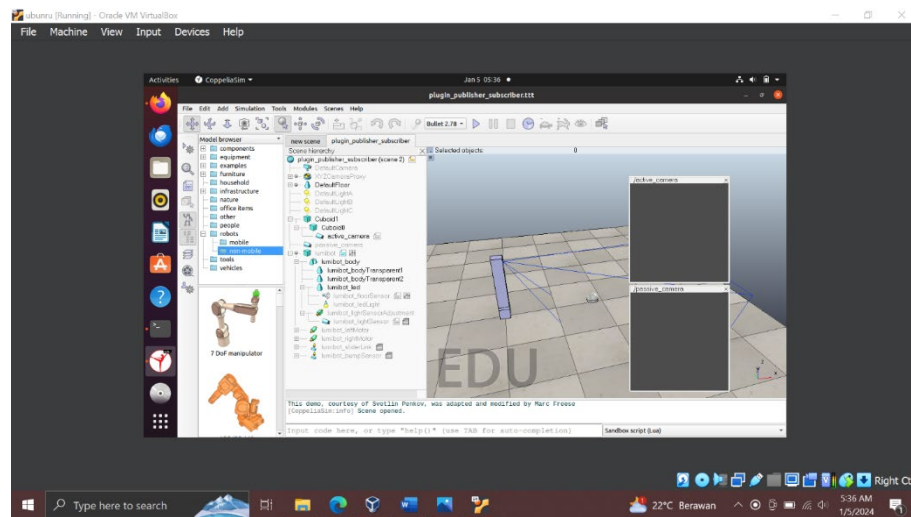 ubunru [Running] - Oracle VM VirtualBox
File Machine View Input Devices Help
Activities CoppeliaSim Jan 5 05:36
plugin_publisher_subscriber.ttt
File Edit Add Simulation Tools Modules Scenes Help
Bullet 2.78
Model browser
components
equipment
examples
furniture
household
infrastructure
nature
office items
other
people
robots
mobile
non-mobile
tools
vehicles
7 DoF manipulator
new scene plugin_publisher_subscriber
Scene hierarchy
plugin_publisher_subscriber (scene 2)
DefaultCamera
XYZCameraProxy
DefaultFloor
DefaultLightA
DefaultLightB
DefaultLightC
Cuboid1
Cuboid0
active_camera
passive_camera
lumibot
lumibot_body
lumibot_bodyTransparent1
lumibot_bodyTransparent2
lumibot_led
lumibot_floorSensor
lumibot_ledLight
lumibot_lightSensorAdjustment
lumibot_lightSensor
lumibot_leftMotor
lumibot_rightMotor
lumibot_sliderLink
lumibot_bumpSensor
Selected objects: 0
/active_camera
/passive_camera
EDU
z
x
This demo, courtesy of Svetlin Penkov, was adapted and modified by Marc Freese
[CoppeliaSim:info] Scene opened.
Input code here, or type "help()" (use TAB for auto-completion) Sandbox script (Lua)
Right Ct
Type here to search
22°C Berawan
5:36 AM
1/5/2024